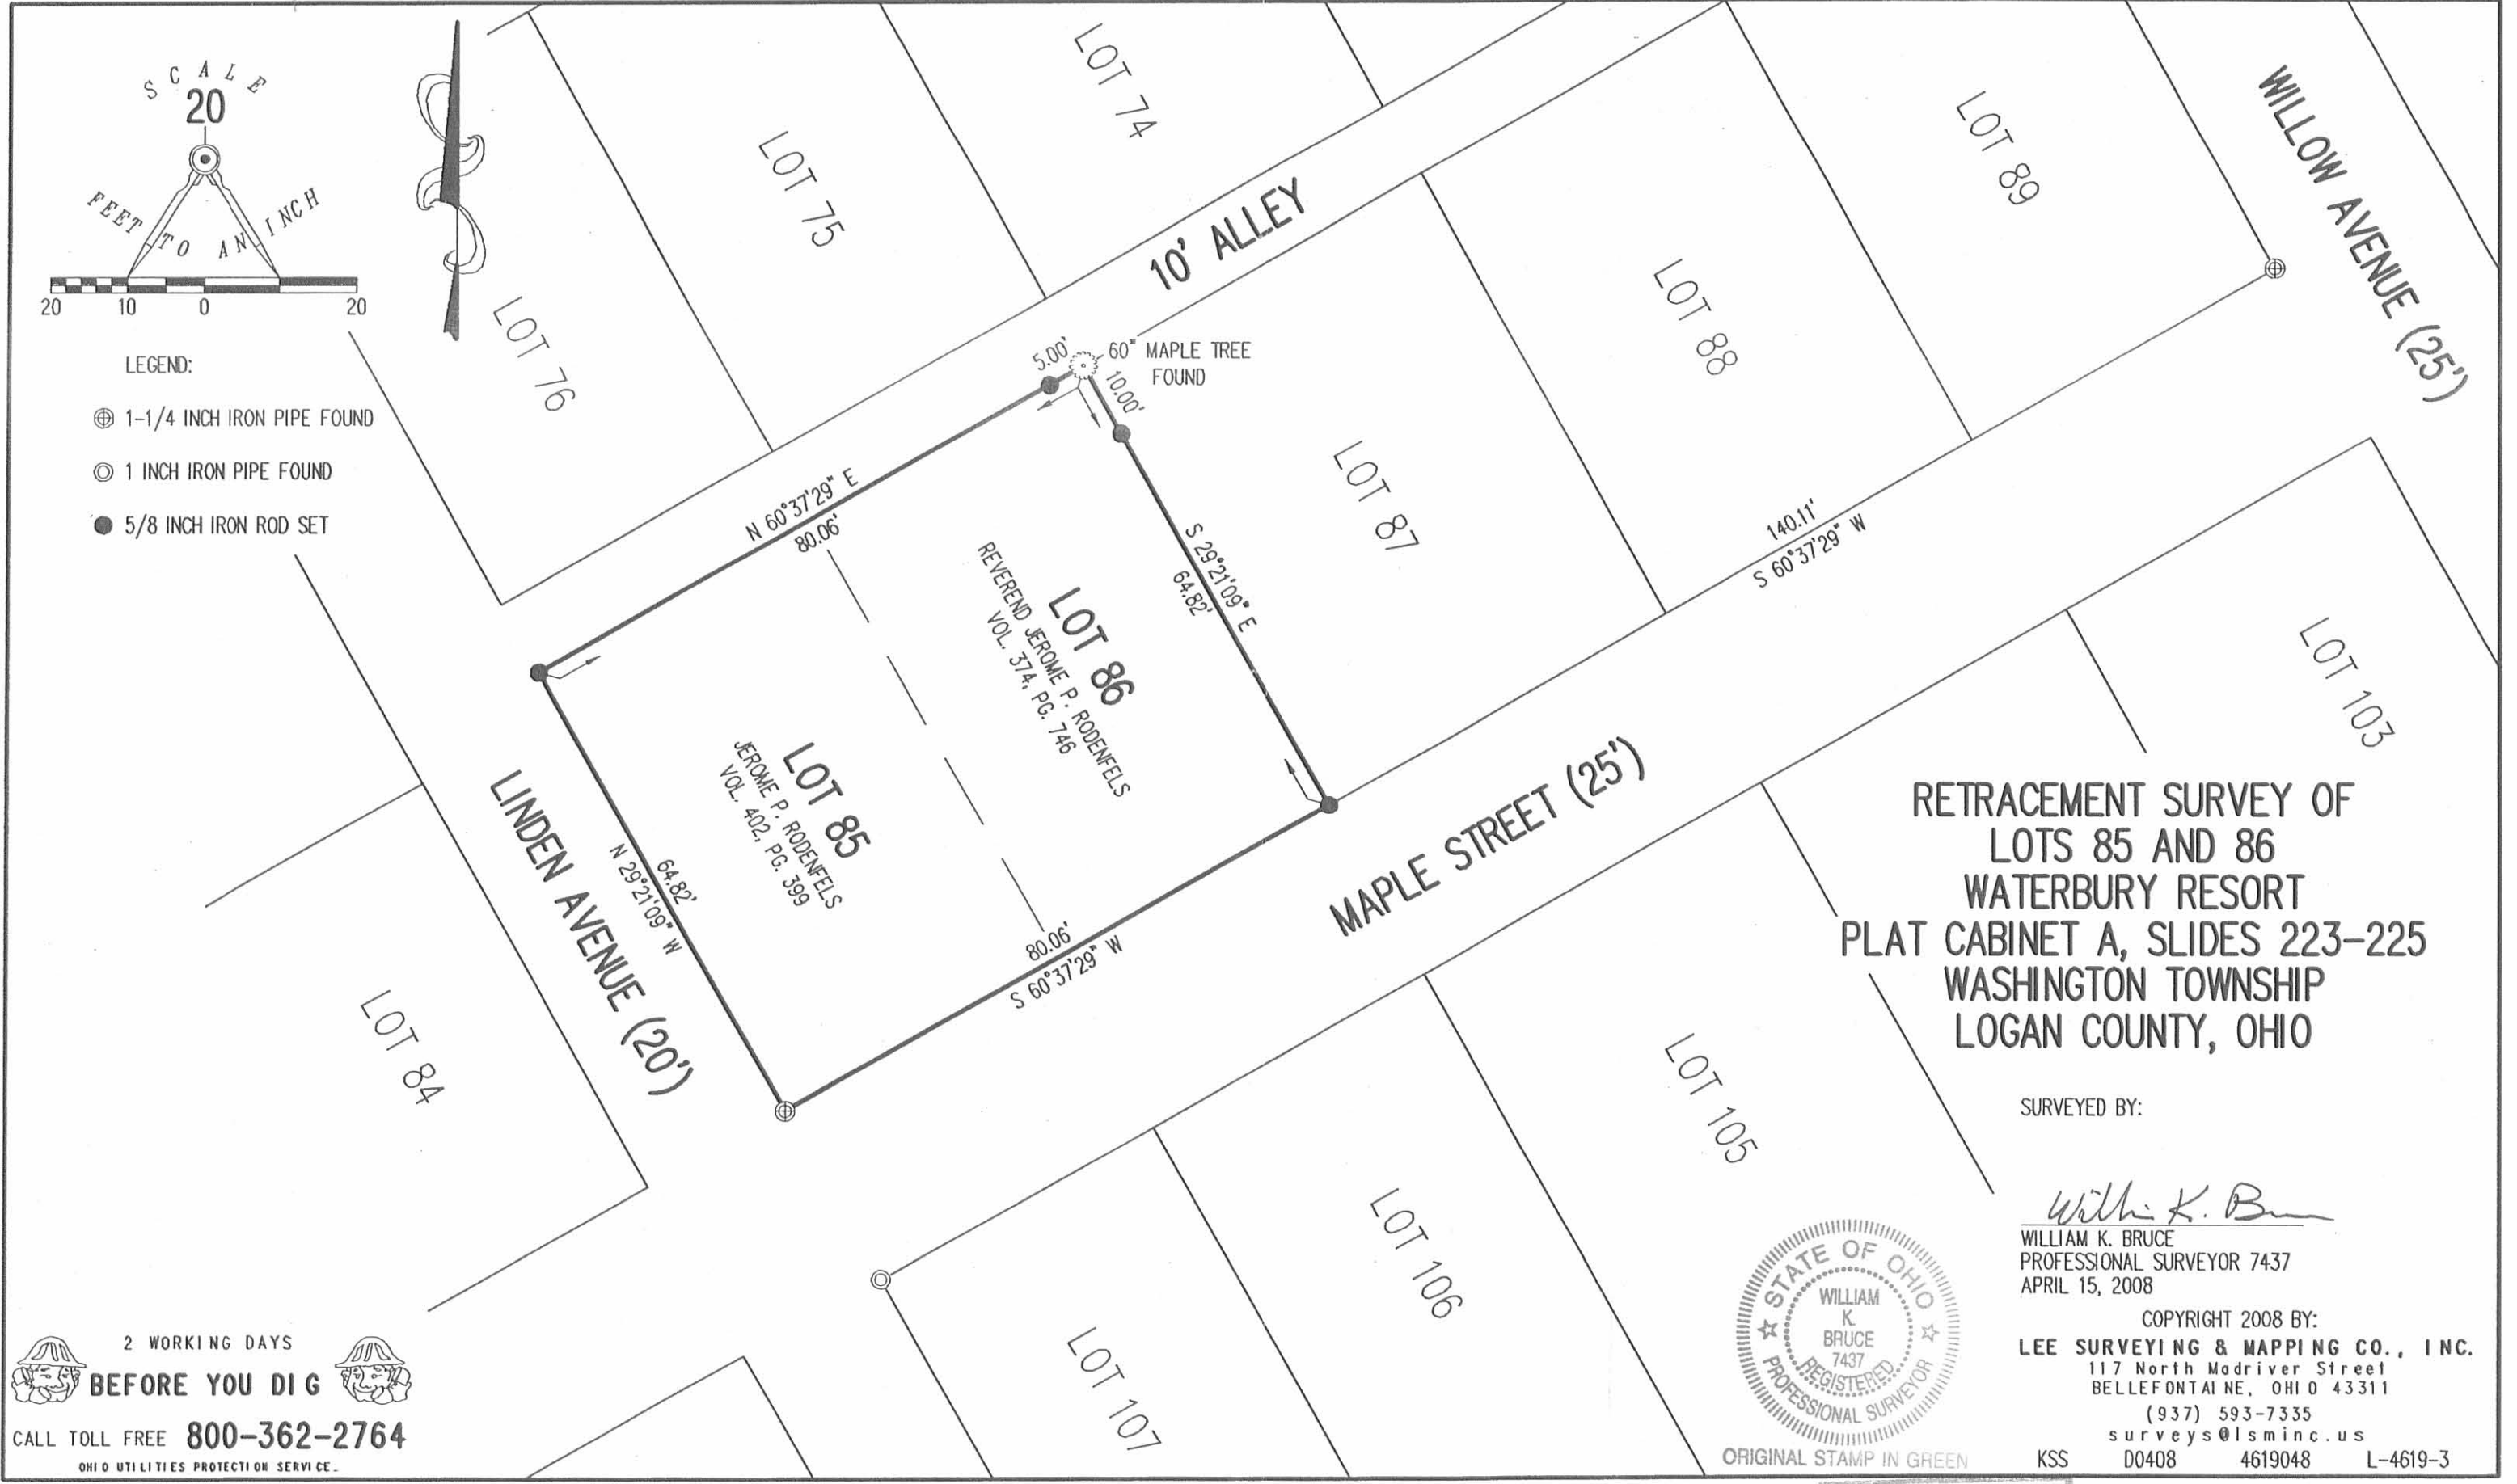 SCALE
20
FEET TO AN INCH
20 10 0 20
LEGEND:
1-1/4 INCH IRON PIPE FOUND
1 INCH IRON PIPE FOUND
5/8 INCH IRON ROD SET
LOT 74
LOT 75
LOT 76
10' ALLEY
LOT 89
WILLOW AVENUE (25')
LOT 88
LOT 87
5.00'
60" MAPLE TREE
FOUND
10.00'
N 60°37'29" E
80.06'
S 29°21'09" E
64.82'
140.11'
S 60°37'29" W
LOT 86
REVEREND JEROME P. RODENFELS
VOL. 374, PG. 746
LOT 85
JEROME P. RODENFELS
VOL. 402, PG. 399
64.82'
N 29°21'09" W
80.06'
S 60°37'29" W
LINDEN AVENUE (20')
MAPLE STREET (25')
LOT 84
LOT 103
LOT 105
LOT 106
LOT 107
RETRACEMENT SURVEY OF
LOTS 85 AND 86
WATERBURY RESORT
PLAT CABINET A, SLIDES 223-225
WASHINGTON TOWNSHIP
LOGAN COUNTY, OHIO
SURVEYED BY:
William K. Bruce
WILLIAM K. BRUCE
PROFESSIONAL SURVEYOR 7437
APRIL 15, 2008
COPYRIGHT 2008 BY:
LEE SURVEYING & MAPPING CO., INC.
117 North Madriver Street
BELLEFONTAINE, OHIO 43311
(937) 593-7335
surveys@lsminc.us
KSS D0408 4619048 L-4619-3
STATE OF OHIO
WILLIAM
K.
BRUCE
7437
REGISTERED
PROFESSIONAL SURVEYOR
ORIGINAL STAMP IN GREEN
2 WORKING DAYS
BEFORE YOU DIG
CALL TOLL FREE 800-362-2764
OHIO UTILITIES PROTECTION SERVICE.